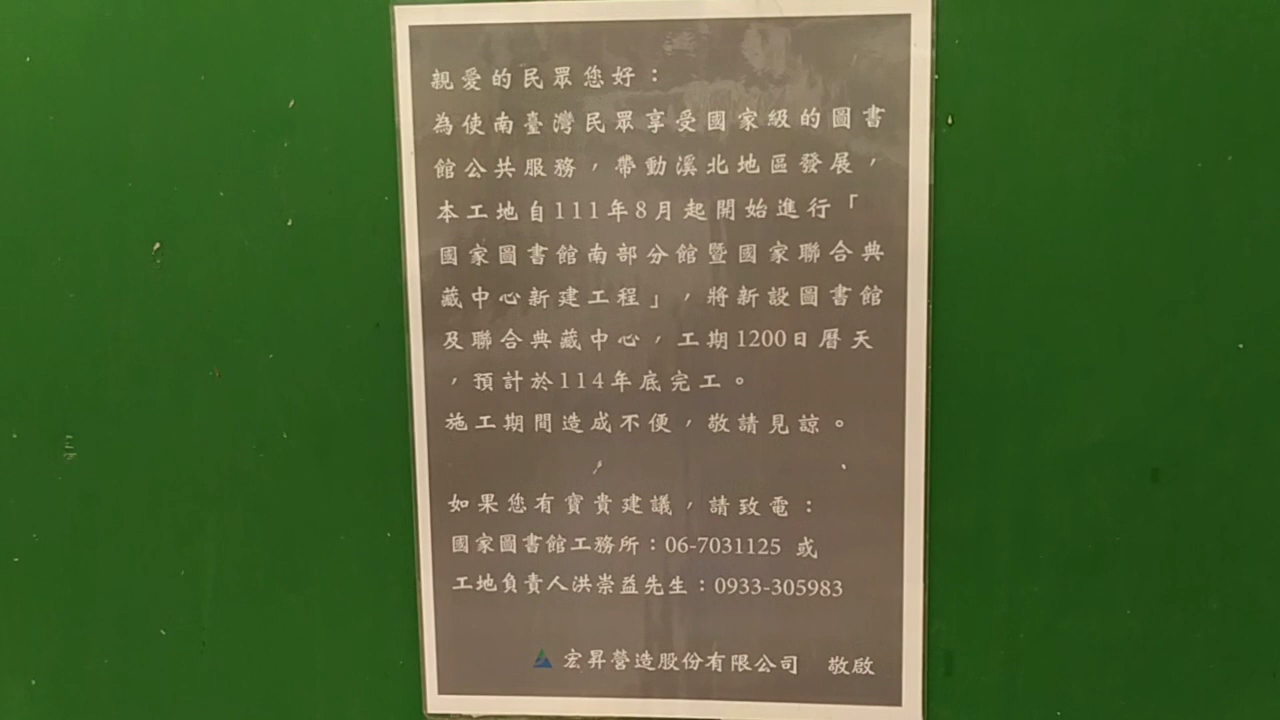 親愛的民眾您好：
為使南臺灣民眾享受國家級的圖書
館公共服務，帶動溪北地區發展，
本工地自111年8月起開始進行「
國家圖書館南部分館暨國家聯合典
藏中心新建工程」，將新設圖書館
及聯合典藏中心，工期1200日曆天
，預計於114年底完工。
施工期間造成不便，敬請見諒。
如果您有寶貴建議，請致電：
國家圖書館工務所：06-7031125 或
工地負責人洪崇益先生：0933-305983
宏昇營造股份有限公司 敬啟